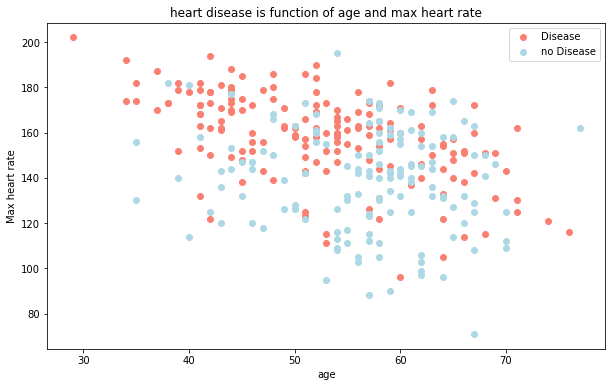 heart disease is function of age and max heart rate
Disease
no Disease
Max heart rate
200
180
160
140
120
100
80
30
40
50
60
70
age